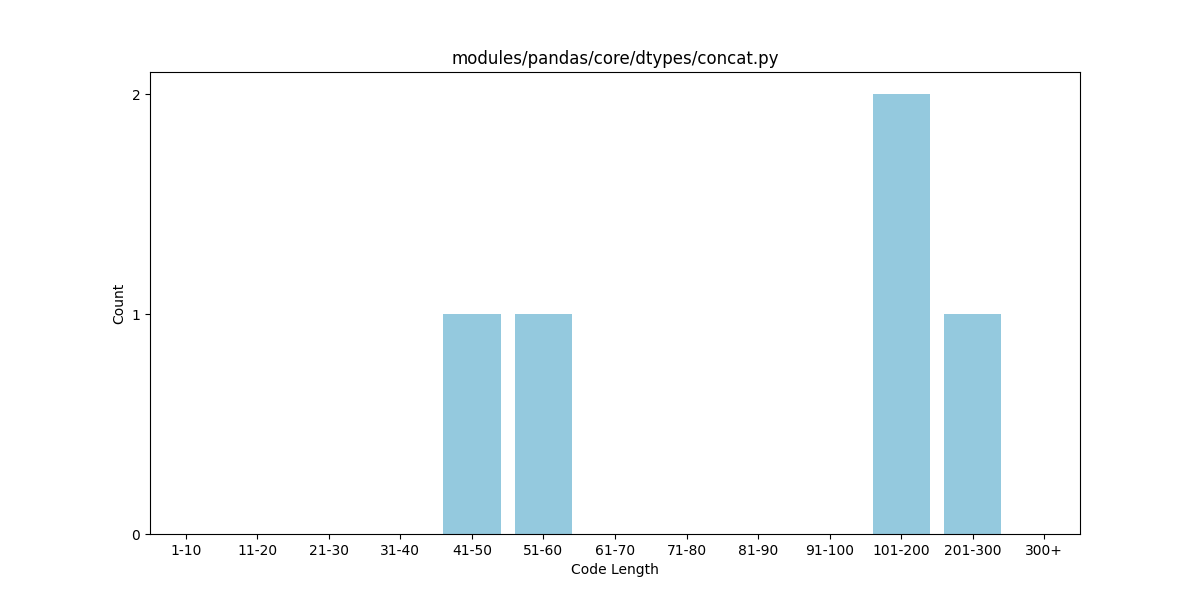 modules/pandas/core/dtypes/concat.py
2
1
0
Count
1-10 11-20 21-30 31-40 41-50 51-60 61-70 71-80 81-90 91-100 101-200 201-300 300+
Code Length